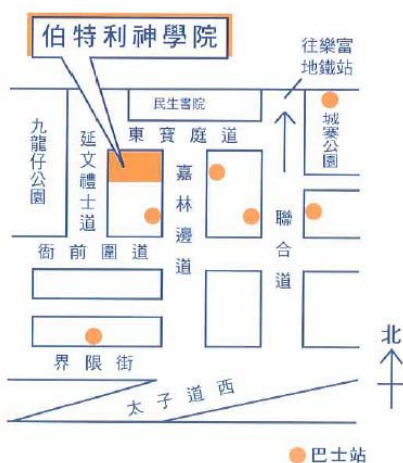 伯特利神學院
往樂富
地鐵站
民生書院
城寨公園
九龍仔公園
延文禮士道
東寶庭道
嘉林邊道
聯合道
衙前圍道
北
界限街
太子道西
巴士站